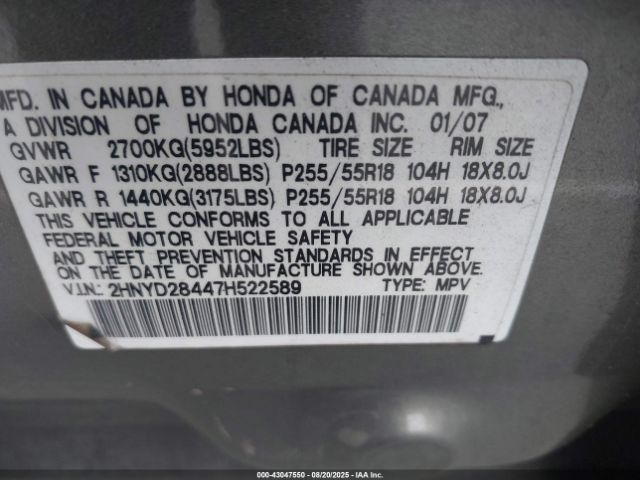 MFD. IN CANADA BY HONDA OF CANADA MFG.,
A DIVISION OF HONDA CANADA INC. 01/07
GVWR 2700KG(5952LBS) TIRE SIZE RIM SIZE
GAWR F 1310KG(2888LBS) P255/55R18 104H 18X8.0J
GAWR R 1440KG(3175LBS) P255/55R18 104H 18X8.0J
THIS VEHICLE CONFORMS TO ALL APPLICABLE
FEDERAL MOTOR VEHICLE SAFETY
AND THEFT PREVENTION STANDARDS IN EFFECT
ON THE DATE OF MANUFACTURE SHOWN ABOVE.
V.I.N.: 2HNYD28447H522589 TYPE: MPV
000-43047550 - 08/20/2025 - WWW.IAAI.COM